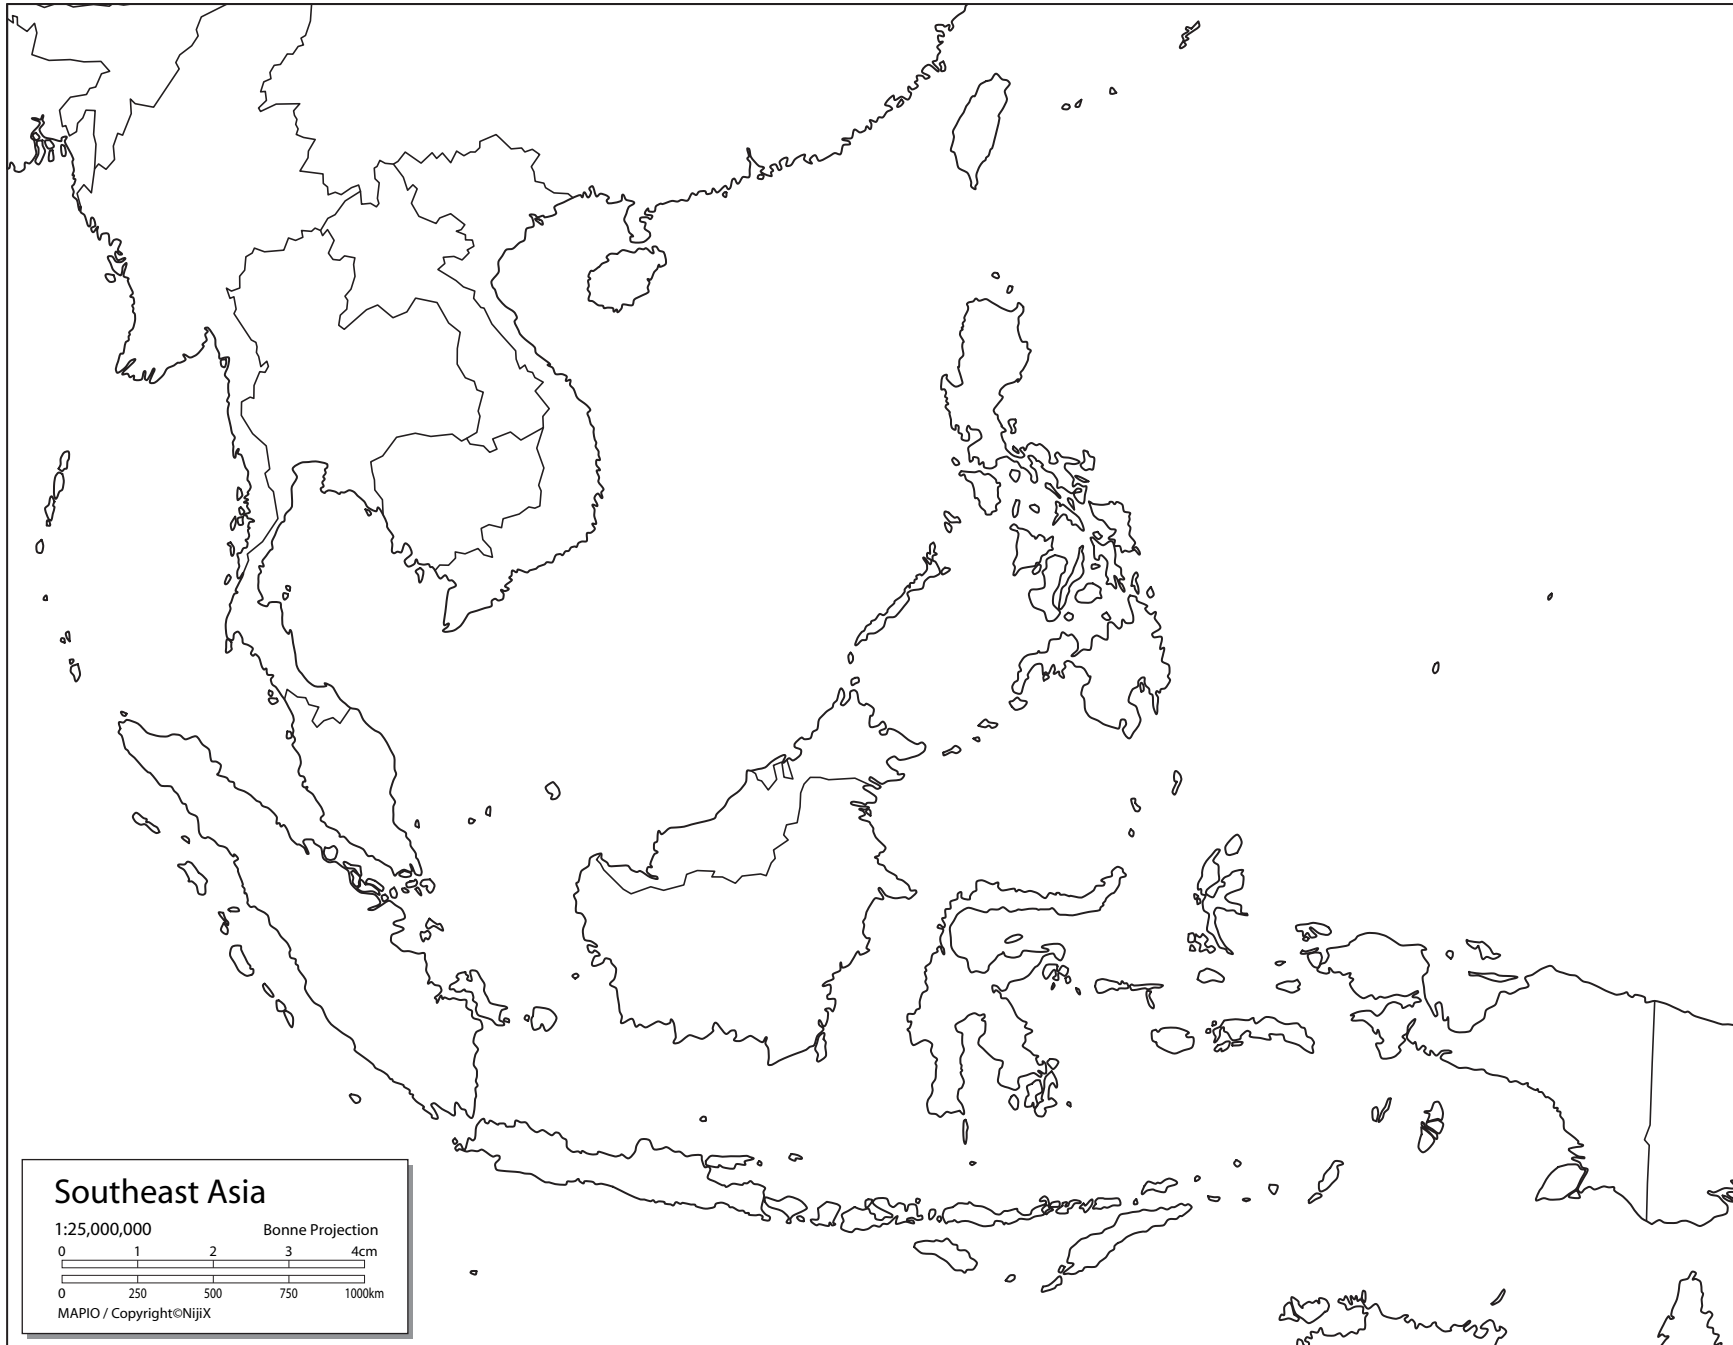 Southeast Asia
1:25,000,000 Bonne Projection
0 1 2 3 4cm
0 250 500 750 1000km
MAPIO / Copyright©NijiX